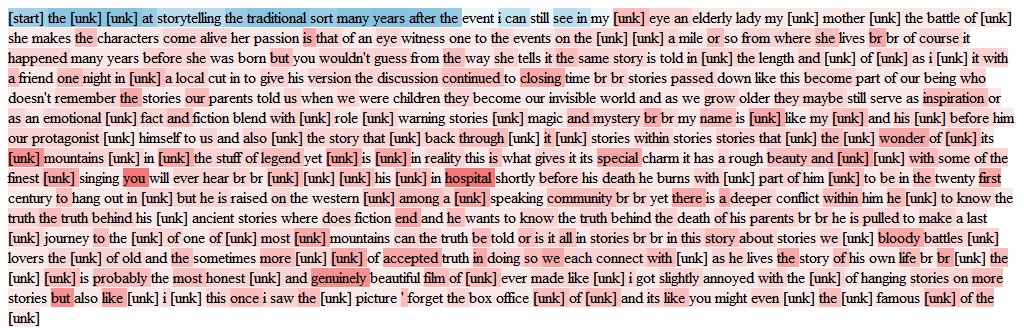 [start] the [unk] [unk] at storytelling the traditional sort many years after the event i can still see in my [unk] eye an elderly lady my [unk] mother [unk] the battle of [unk]
she makes the characters come alive her passion is that of an eye witness one to the events on the [unk] [unk] a mile or so from where she lives br br of course it
happened many years before she was born but you wouldn't guess from the way she tells it the same story is told in [unk] the length and [unk] of [unk] as i [unk] it with
a friend one night in [unk] a local cut in to give his version the discussion continued to closing time br br stories passed down like this become part of our being who
doesn't remember the stories our parents told us when we were children they become our invisible world and as we grow older they maybe still serve as inspiration or
as an emotional [unk] fact and fiction blend with [unk] role [unk] warning stories [unk] magic and mystery br br my name is [unk] like my [unk] and his [unk] before him
our protagonist [unk] himself to us and also [unk] the story that [unk] back through [unk] it [unk] stories within stories stories that [unk] the [unk] wonder of [unk] its
[unk] mountains [unk] in [unk] the stuff of legend yet [unk] is [unk] in reality this is what gives it its special charm it has a rough beauty and [unk] [unk] with some of the
finest [unk] singing you will ever hear br br [unk] [unk] [unk] his [unk] in hospital shortly before his death he burns with [unk] part of him [unk] to be in the twenty first
century to hang out in [unk] but he is raised on the western [unk] among a [unk] speaking community br br yet there is a deeper conflict within him he [unk] to know the
truth the truth behind his [unk] ancient stories where does fiction end and he wants to know the truth behind the death of his parents br br he is pulled to make a last
[unk] journey to the [unk] of one of [unk] most [unk] mountains can the truth be told or is it all in stories br br in this story about stories we [unk] bloody battles [unk]
lovers the [unk] of old and the sometimes more [unk] [unk] of accepted truth in doing so we each connect with [unk] as he lives the story of his own life br br [unk] the
[unk] [unk] is probably the most honest [unk] and genuinely beautiful film of [unk] ever made like [unk] i got slightly annoyed with the [unk] of hanging stories on more
stories but also like [unk] i [unk] this once i saw the [unk] picture ' forget the box office [unk] of [unk] and its like you might even [unk] the [unk] famous [unk] of the
[unk]